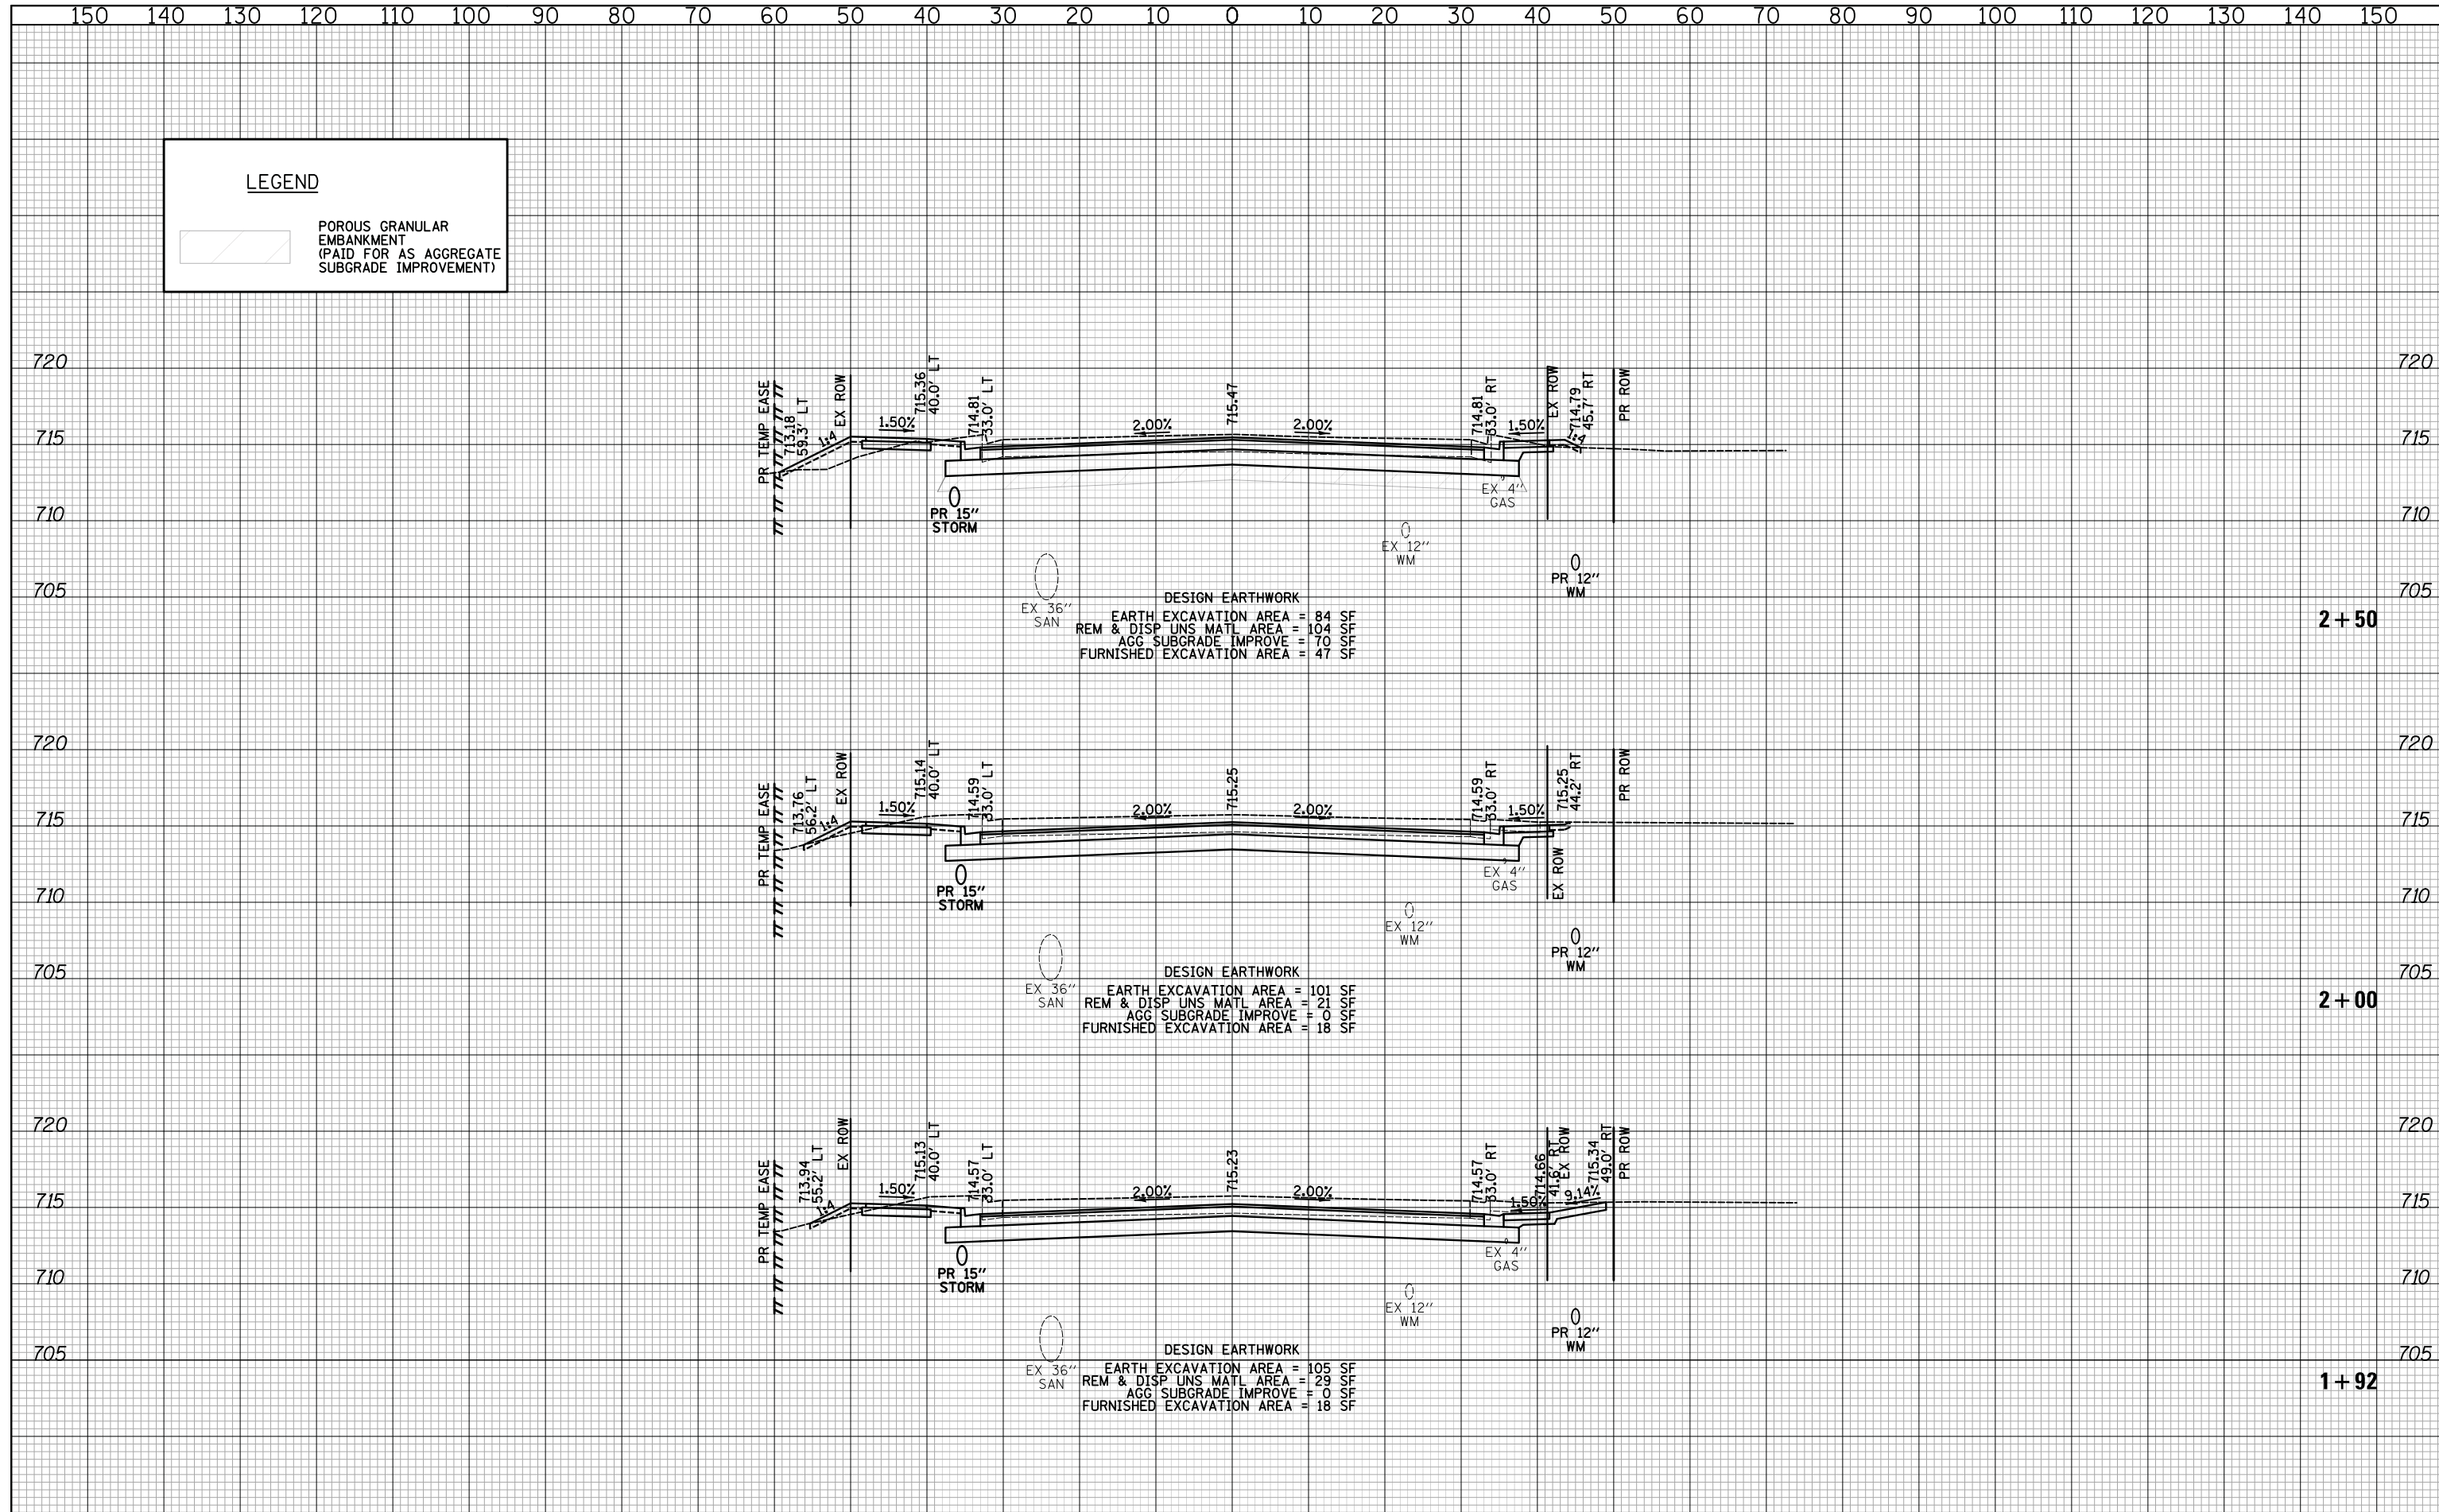 150 140 130 120 110 100 90 80 70 60 50 40 30 20 10 0 10 20 30 40 50 60 70 80 90 100 110 120 130 140 150
LEGEND
POROUS GRANULAR
EMBANKMENT
(PAID FOR AS AGGREGATE
SUBGRADE IMPROVEMENT)
720
715
710
705
PR TEMP EASE
713.18
59.3' LT
1:4
EX ROW
1.50%
715.36
40.0' LT
714.81
33.0' LT
2.00%
715.47
2.00%
714.81
33.0' RT
1.50%
EX ROW
1:4
714.79
45.7' RT
PR ROW
720
715
710
705
PR 15"
STORM
EX 4"
GAS
EX 12"
WM
PR 12"
WM
EX 36"
SAN
DESIGN EARTHWORK
EARTH EXCAVATION AREA = 84 SF
REM & DISP UNS MATL AREA = 104 SF
AGG SUBGRADE IMPROVE = 70 SF
FURNISHED EXCAVATION AREA = 47 SF
2+50
720
715
710
705
PR TEMP EASE
713.76
56.2' LT
1:4
EX ROW
1.50%
715.14
40.0' LT
714.59
33.0' LT
2.00%
715.25
2.00%
714.59
33.0' RT
1.50%
715.25
44.2' RT
EX ROW
PR ROW
720
715
710
705
PR 15"
STORM
EX 4"
GAS
EX 12"
WM
PR 12"
WM
EX 36"
SAN
DESIGN EARTHWORK
EARTH EXCAVATION AREA = 101 SF
REM & DISP UNS MATL AREA = 21 SF
AGG SUBGRADE IMPROVE = 0 SF
FURNISHED EXCAVATION AREA = 18 SF
2+00
720
715
710
705
PR TEMP EASE
713.94
55.2' LT
1:4
EX ROW
1.50%
715.13
40.0' LT
714.57
33.0' LT
2.00%
715.23
2.00%
714.57
33.0' RT
1.50%
714.66
41.6' RT
EX ROW
9.14%
715.34
49.0' RT
PR ROW
720
715
710
705
PR 15"
STORM
EX 4"
GAS
EX 12"
WM
PR 12"
WM
EX 36"
SAN
DESIGN EARTHWORK
EARTH EXCAVATION AREA = 105 SF
REM & DISP UNS MATL AREA = 29 SF
AGG SUBGRADE IMPROVE = 0 SF
FURNISHED EXCAVATION AREA = 18 SF
1+92